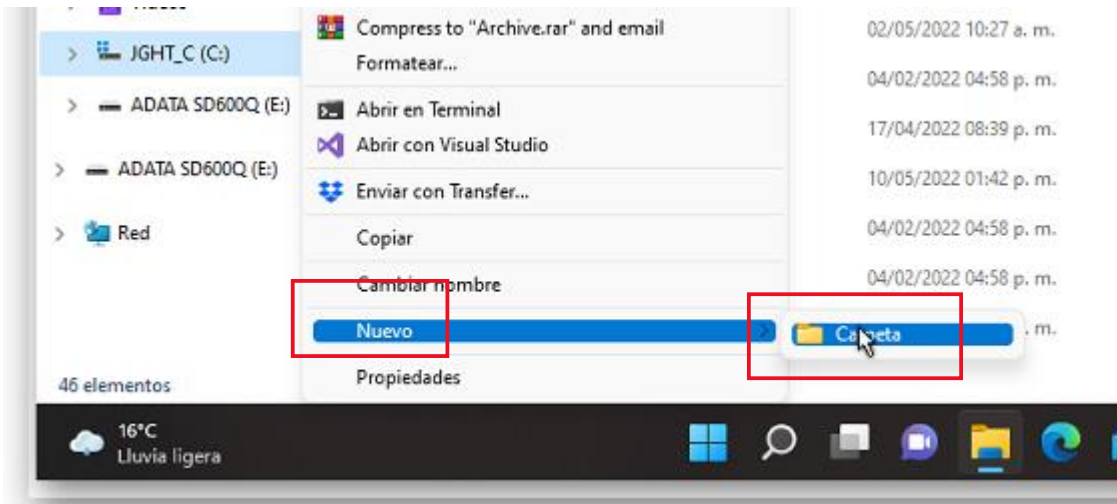 Compress to "Archive.rar" and email
Formatear...
Abrir en Terminal
Abrir con Visual Studio
Enviar con Transfer...
Copiar
Cambiar nombre
Nuevo
Carpeta
Propiedades
JGHT_C (C:)
ADATA SD600Q (E:)
ADATA SD600Q (E:)
Red
46 elementos
02/05/2022 10:27 a. m.
04/02/2022 04:58 p. m.
17/04/2022 08:39 p. m.
10/05/2022 01:42 p. m.
04/02/2022 04:58 p. m.
04/02/2022 04:58 p. m.
. m.
16°C
Lluvia ligera